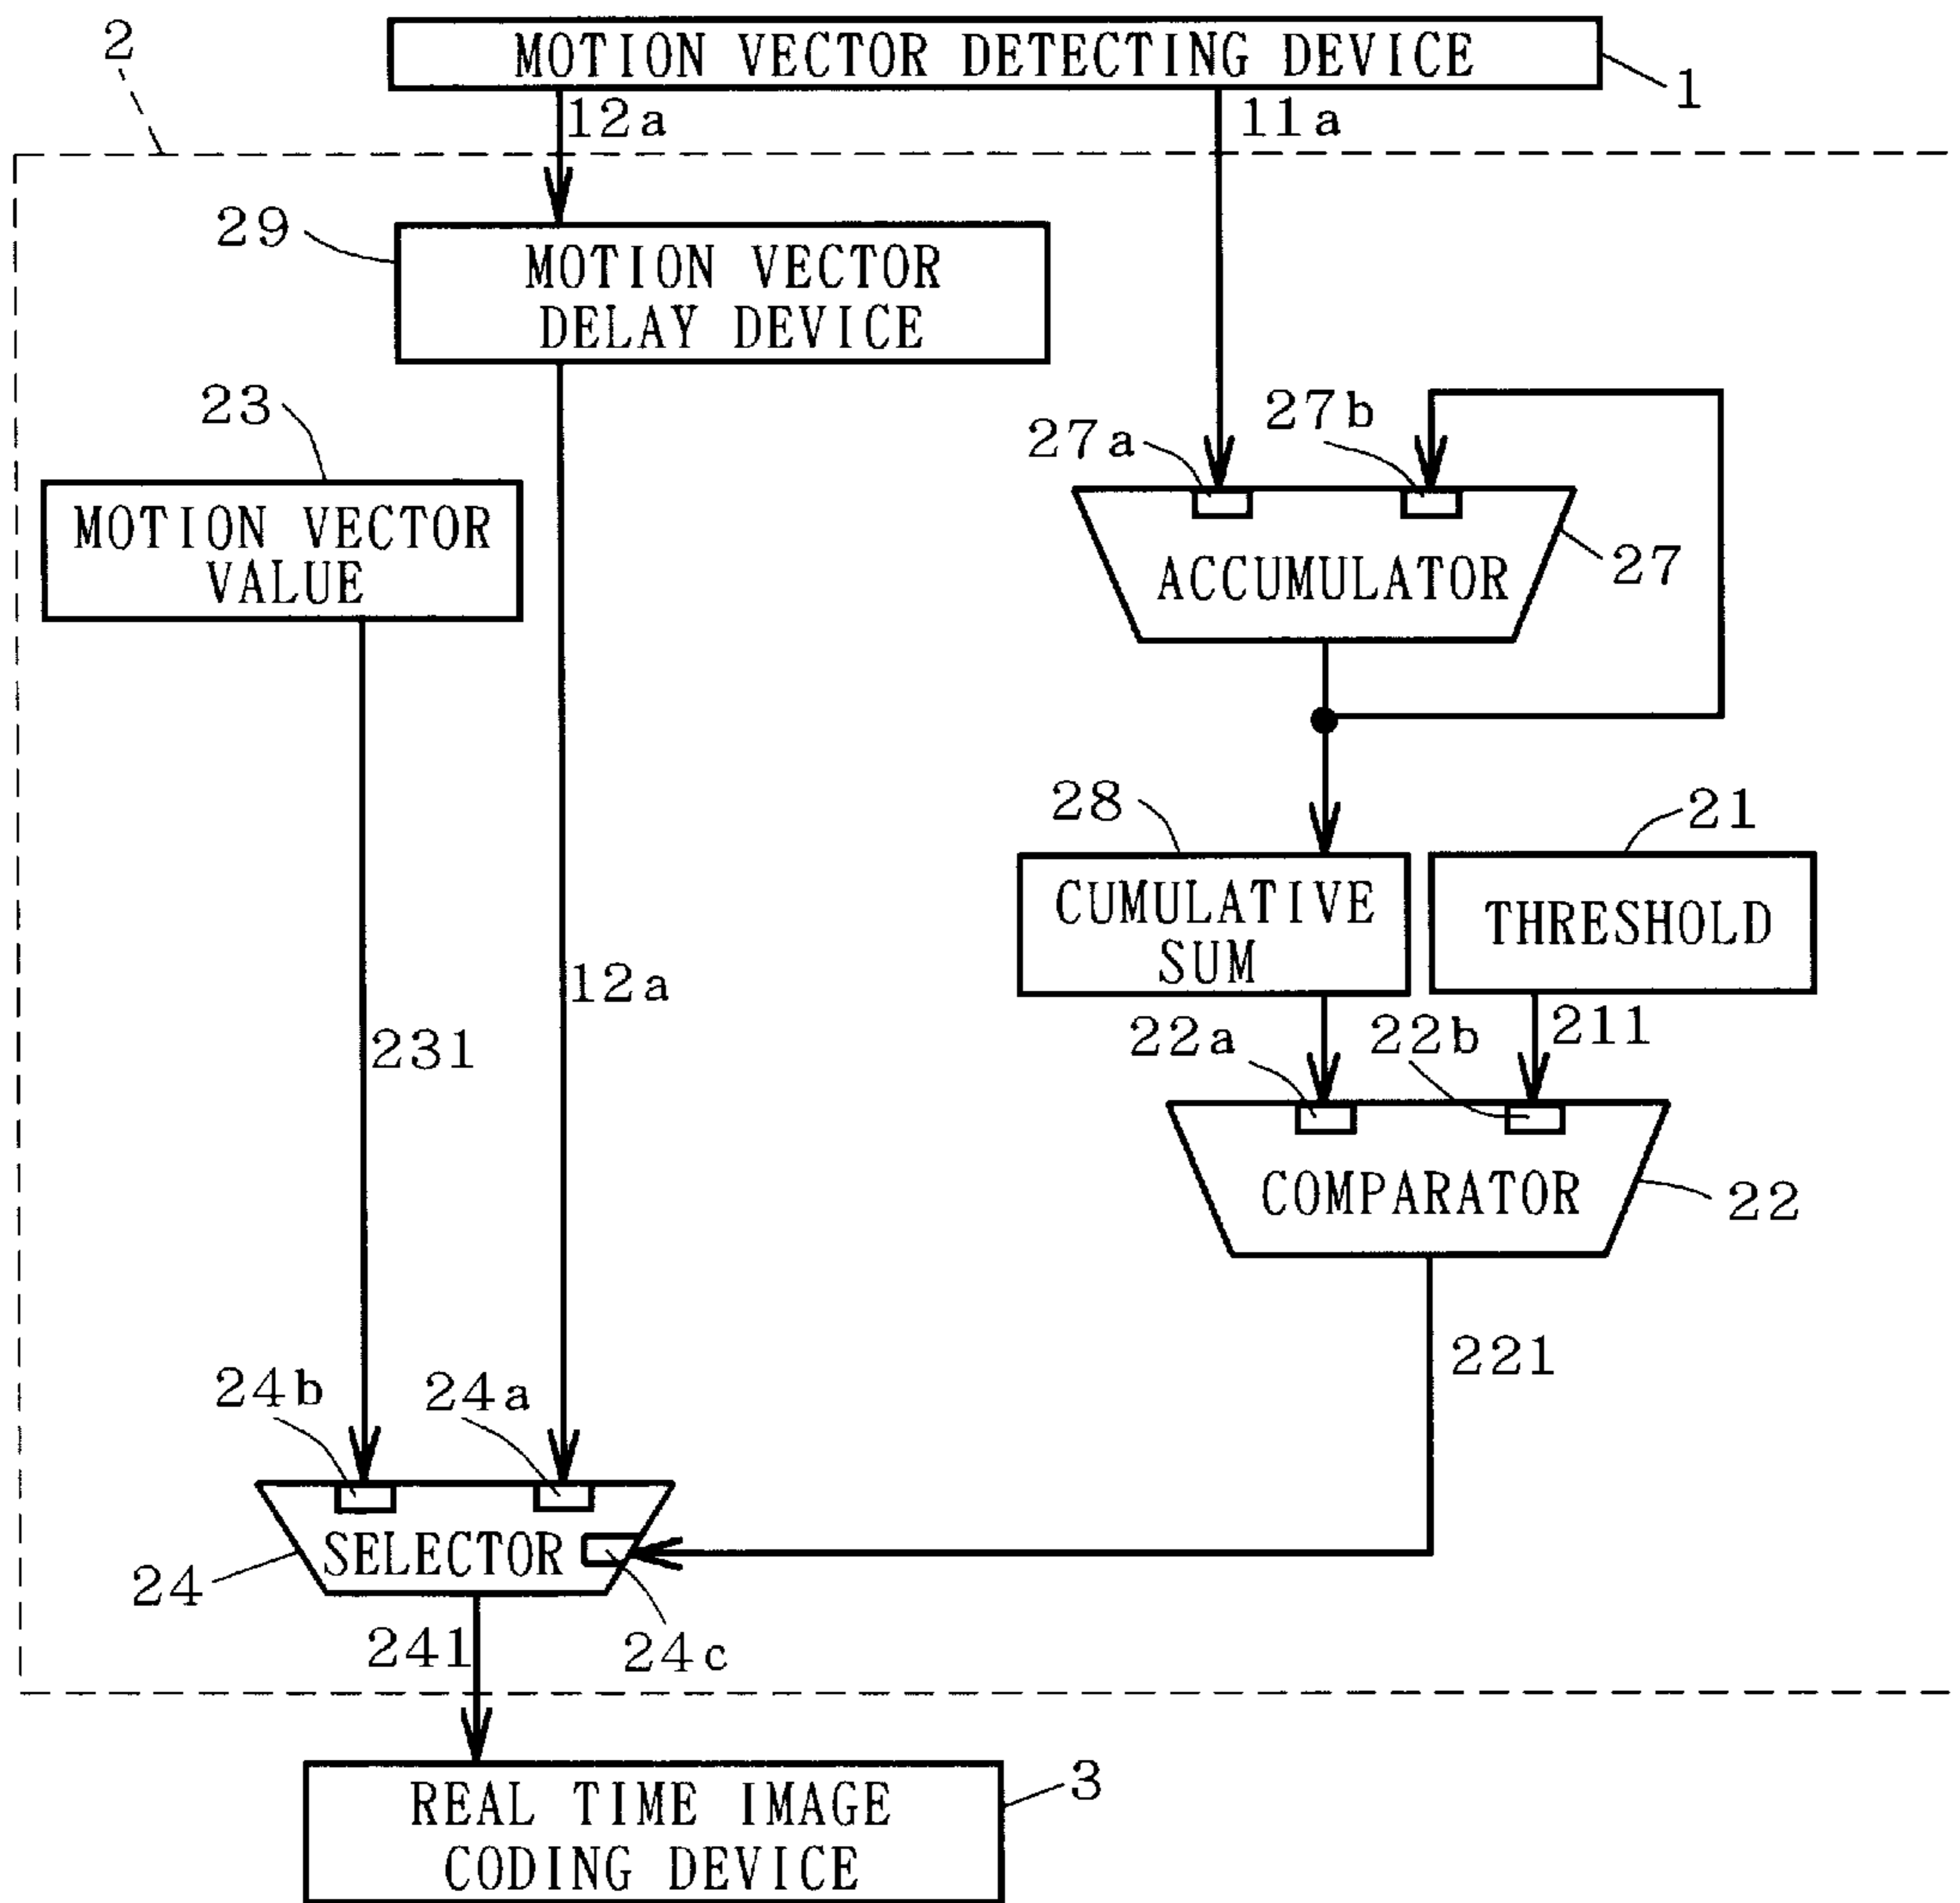 2
MOTION VECTOR DETECTING DEVICE
1
12a
11a
29
MOTION VECTOR
DELAY DEVICE
23
27a
27b
MOTION VECTOR
VALUE
ACCUMULATOR
27
28
21
CUMULATIVE
SUM
THRESHOLD
12a
231
22a
22b
211
COMPARATOR
22
221
24b
24a
SELECTOR
24
241
24c
REAL TIME IMAGE
CODING DEVICE
3